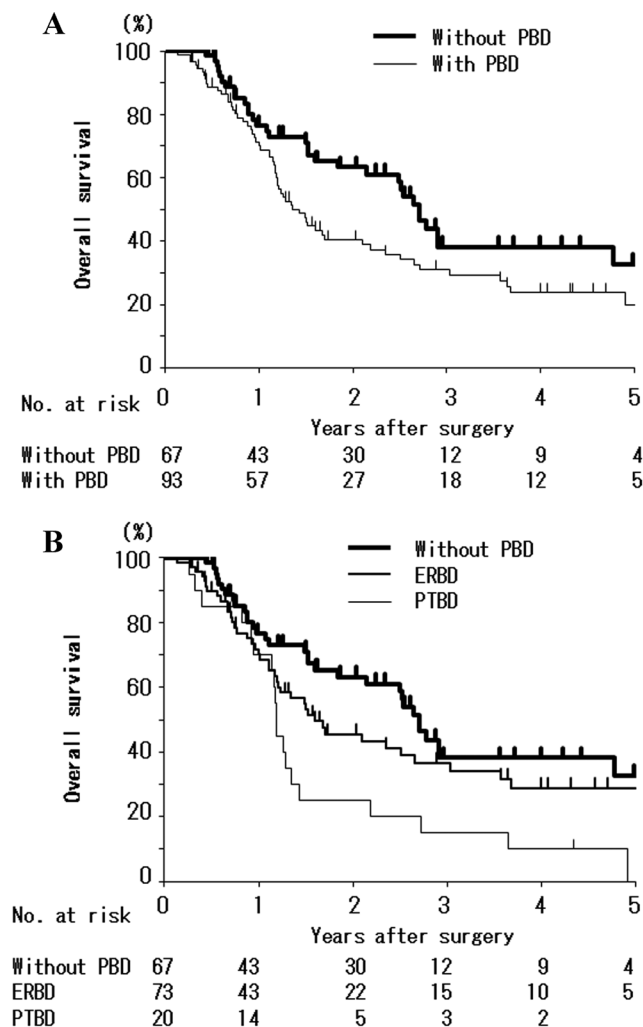 A
(%)
Without PBD
With PBD
100
80
60
40
20
0
Overall survival
0 1 2 3 4 5
No. at risk
Years after surgery
Without PBD 67 43 30 12 9 4
With PBD 93 57 27 18 12 5
B
(%)
Without PBD
ERBD
PTBD
100
80
60
40
20
0
Overall survival
0 1 2 3 4 5
No. at risk
Years after surgery
Without PBD 67 43 30 12 9 4
ERBD 73 43 22 15 10 5
PTBD 20 14 5 3 2